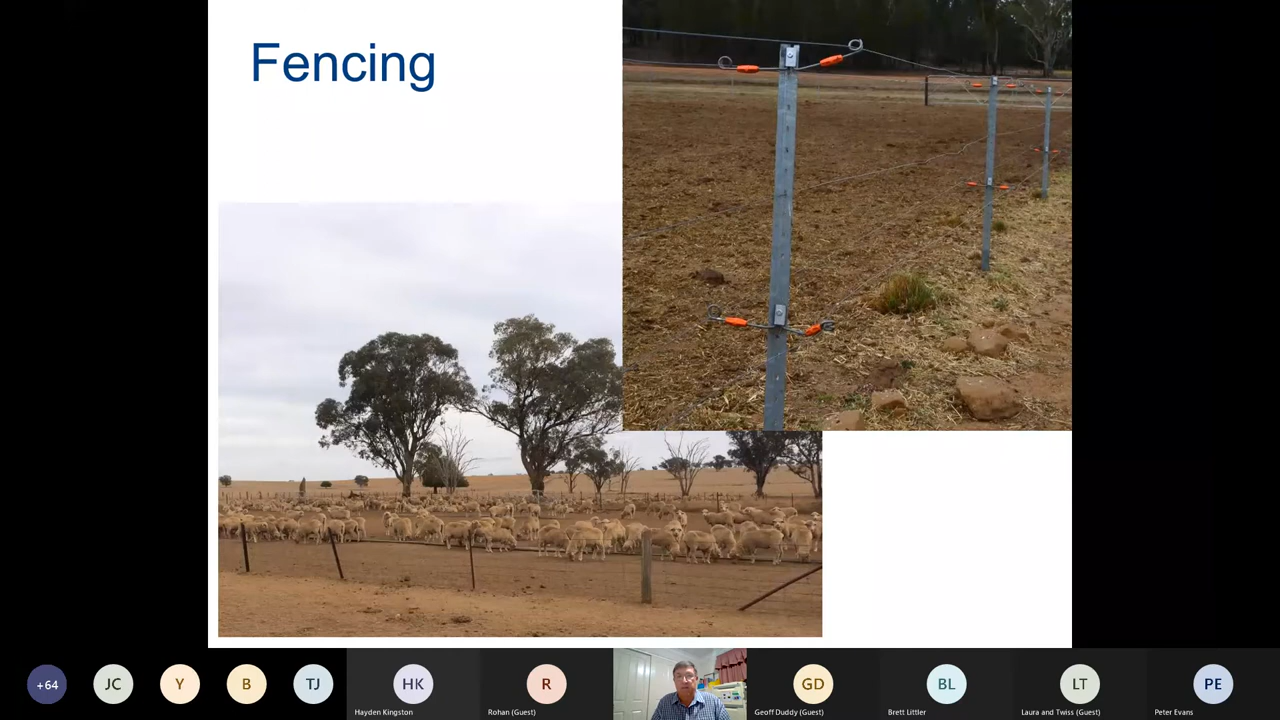 Fencing
+64
JC
Y
B
TJ
HK
R
GD
BL
LT
PE
Hayden Kingston
Rohan (Guest)
Geoff Duddy (Guest)
Brett Littler
Laura and Twiss (Guest)
Peter Evans